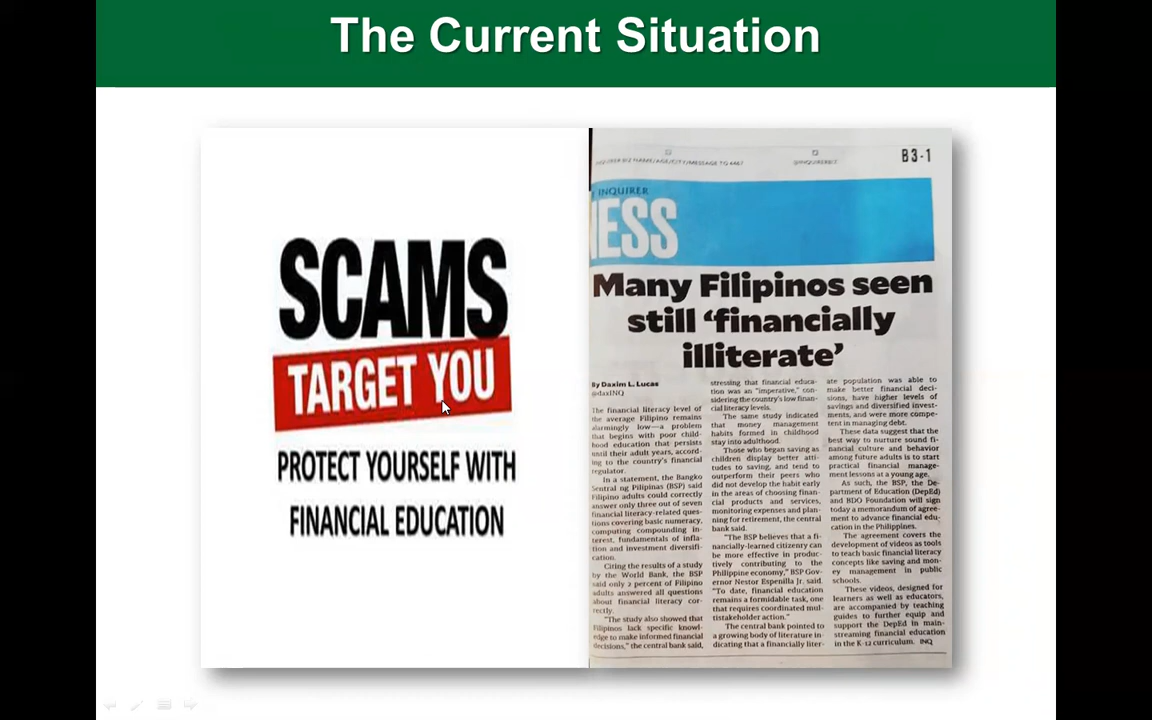 The Current Situation
SCAMS
TARGET YOU
PROTECT YOURSELF WITH
FINANCIAL EDUCATION
NAME/AGE/CITY/MESSAGE TO 4467
@INQUIRERBIZ
B3-1
INQUIRER
NESS
Many Filipinos seen
still ‘financially
illiterate’
By Daxim L. Lucas
@daxINQ
The financial literacy level of
the average Filipino remains
alarmingly low—a problem
that begins with poor child-
hood education that persists
until their adult years, accord-
ing to the country's financial
regulator.
In a statement, the Bangko
Sentral ng Pilipinas (BSP) said
Filipino adults could correctly
answer only three out of seven
financial literacy-related ques-
tions covering basic numeracy,
computing compounding in-
terest, fundamentals of infla-
tion and investment diversifi-
cation.
Citing the results of a study
by the World Bank, the BSP
said only 2 percent of Filipino
adults answered all questions
about financial literacy cor-
rectly.
"The study also showed that
Filipinos lack specific knowl-
edge to make informed financial
decisions," the central bank said,
stressing that financial educa-
tion was an "imperative," con-
sidering the country's low finan-
cial literacy levels.
The same study indicated
that money management
habits formed in childhood
stay into adulthood.
Those who began saving as
children display better atti-
tudes to saving, and tend to
outperform their peers who
did not develop the habit early
in the areas of choosing finan-
cial products and services,
monitoring expenses and plan-
ning for retirement, the central
bank said.
"The BSP believes that a fi-
nancially-learned citizenry can
be more effective in produc-
tively contributing to the
Philippine economy," BSP Gov-
ernor Nestor Espenilla Jr. said.
"To date, financial education
remains a formidable task, one
that requires coordinated mul-
tistakeholder action."
The central bank pointed to
a growing body of literature in-
dicating that a financially liter-
ate population was able to
make better financial deci-
sions, have higher levels of
savings and diversified invest-
ments, and were more compe-
tent in managing debt.
These data suggest that the
best way to nurture sound fi-
nancial culture and behavior
among future adults is to start
practical financial manage-
ment lessons at a young age.
As such, the BSP, the De-
partment of Education (DepEd)
and BDO Foundation will sign
today a memorandum of agree-
ment to advance financial edu-
cation in the Philippines.
The agreement covers the
development of videos as tools
to teach basic financial literacy
concepts like saving and mon-
ey management in public
schools.
These videos, designed for
learners as well as educators,
are accompanied by teaching
guides to further equip and
support the DepEd in main-
streaming financial education
in the K-12 curriculum. INQ